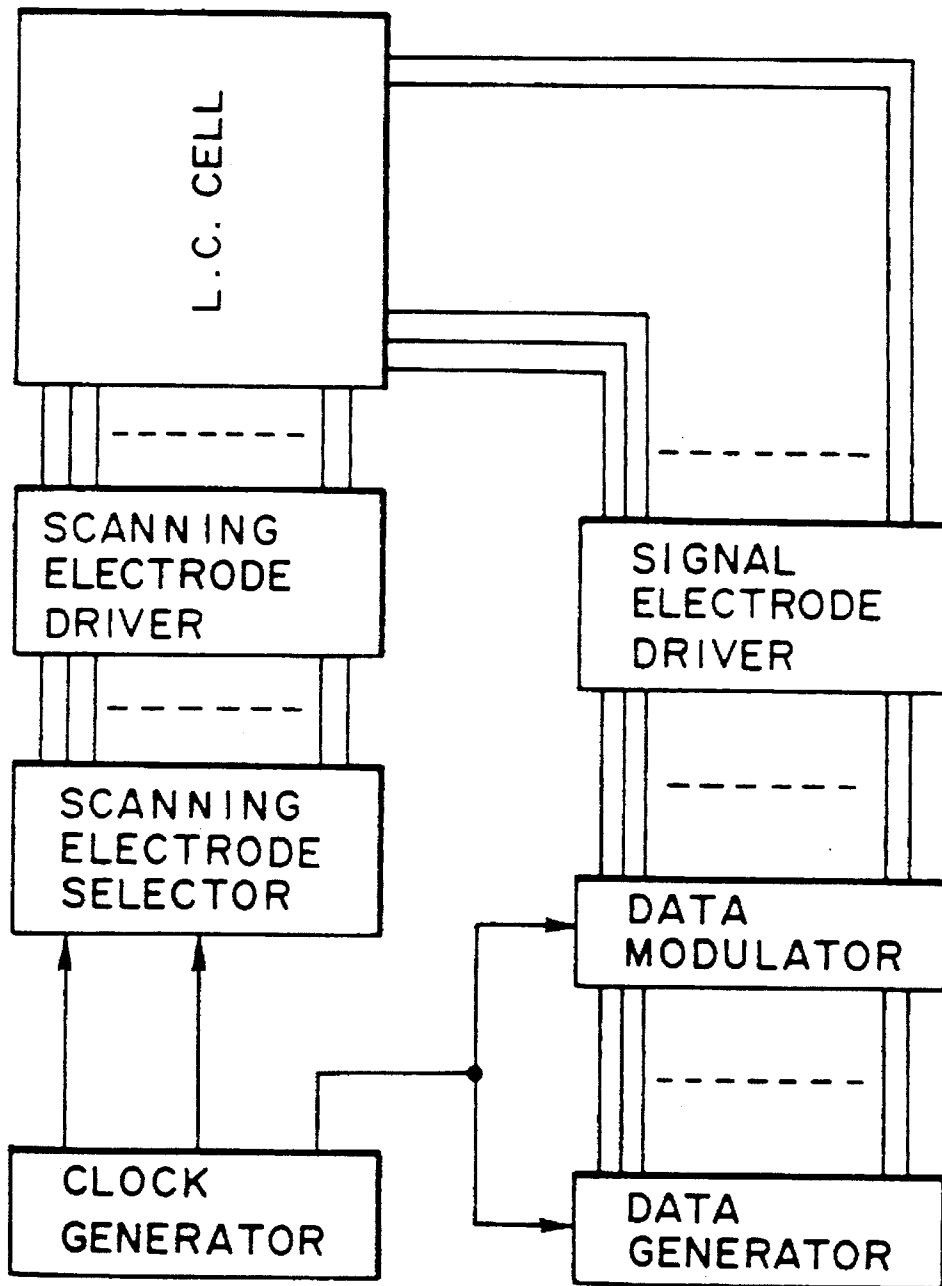 L.C. CELL
SCANNING
ELECTRODE
DRIVER
SIGNAL
ELECTRODE
DRIVER
SCANNING
ELECTRODE
SELECTOR
DATA
MODULATOR
CLOCK
GENERATOR
DATA
GENERATOR